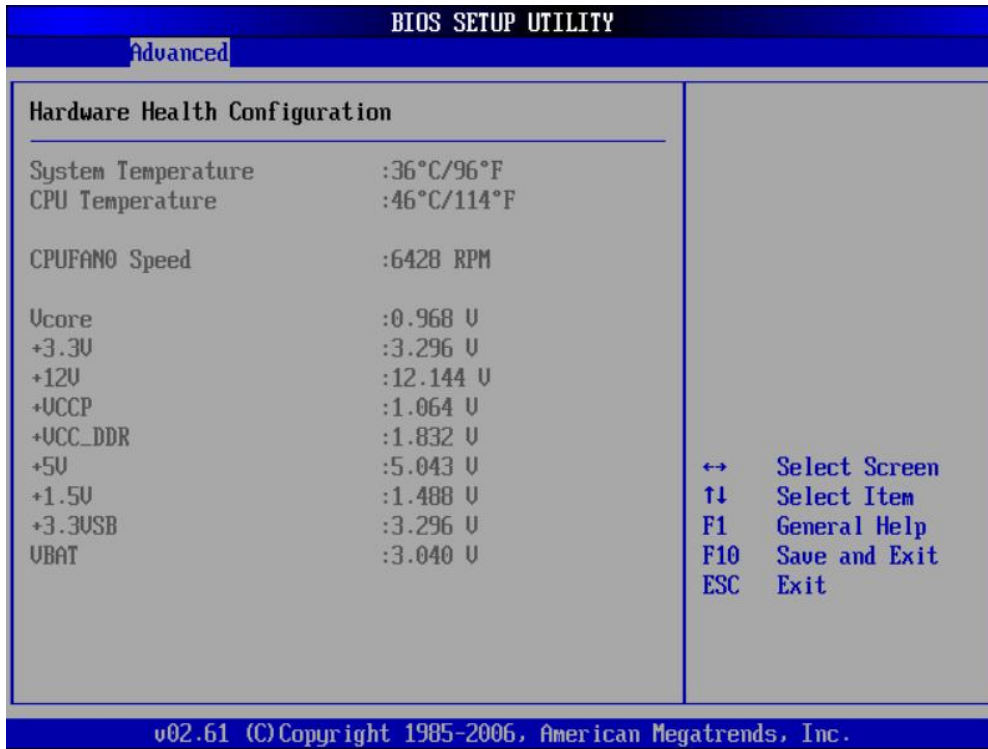 BIOS SETUP UTILITY
Advanced
Hardware Health Configuration
System Temperature :36°C/96°F
CPU Temperature :46°C/114°F
CPUFAN0 Speed :6428 RPM
Vcore :0.968 V
+3.3V :3.296 V
+12V :12.144 V
+VCCP :1.064 V
+VCC_DDR :1.832 V
+5V :5.043 V
+1.5V :1.488 V
+3.3VSB :3.296 V
VBAT :3.040 V
↔ Select Screen
↑↓ Select Item
F1 General Help
F10 Save and Exit
ESC Exit
v02.61 (C)Copyright 1985-2006, American Megatrends, Inc.